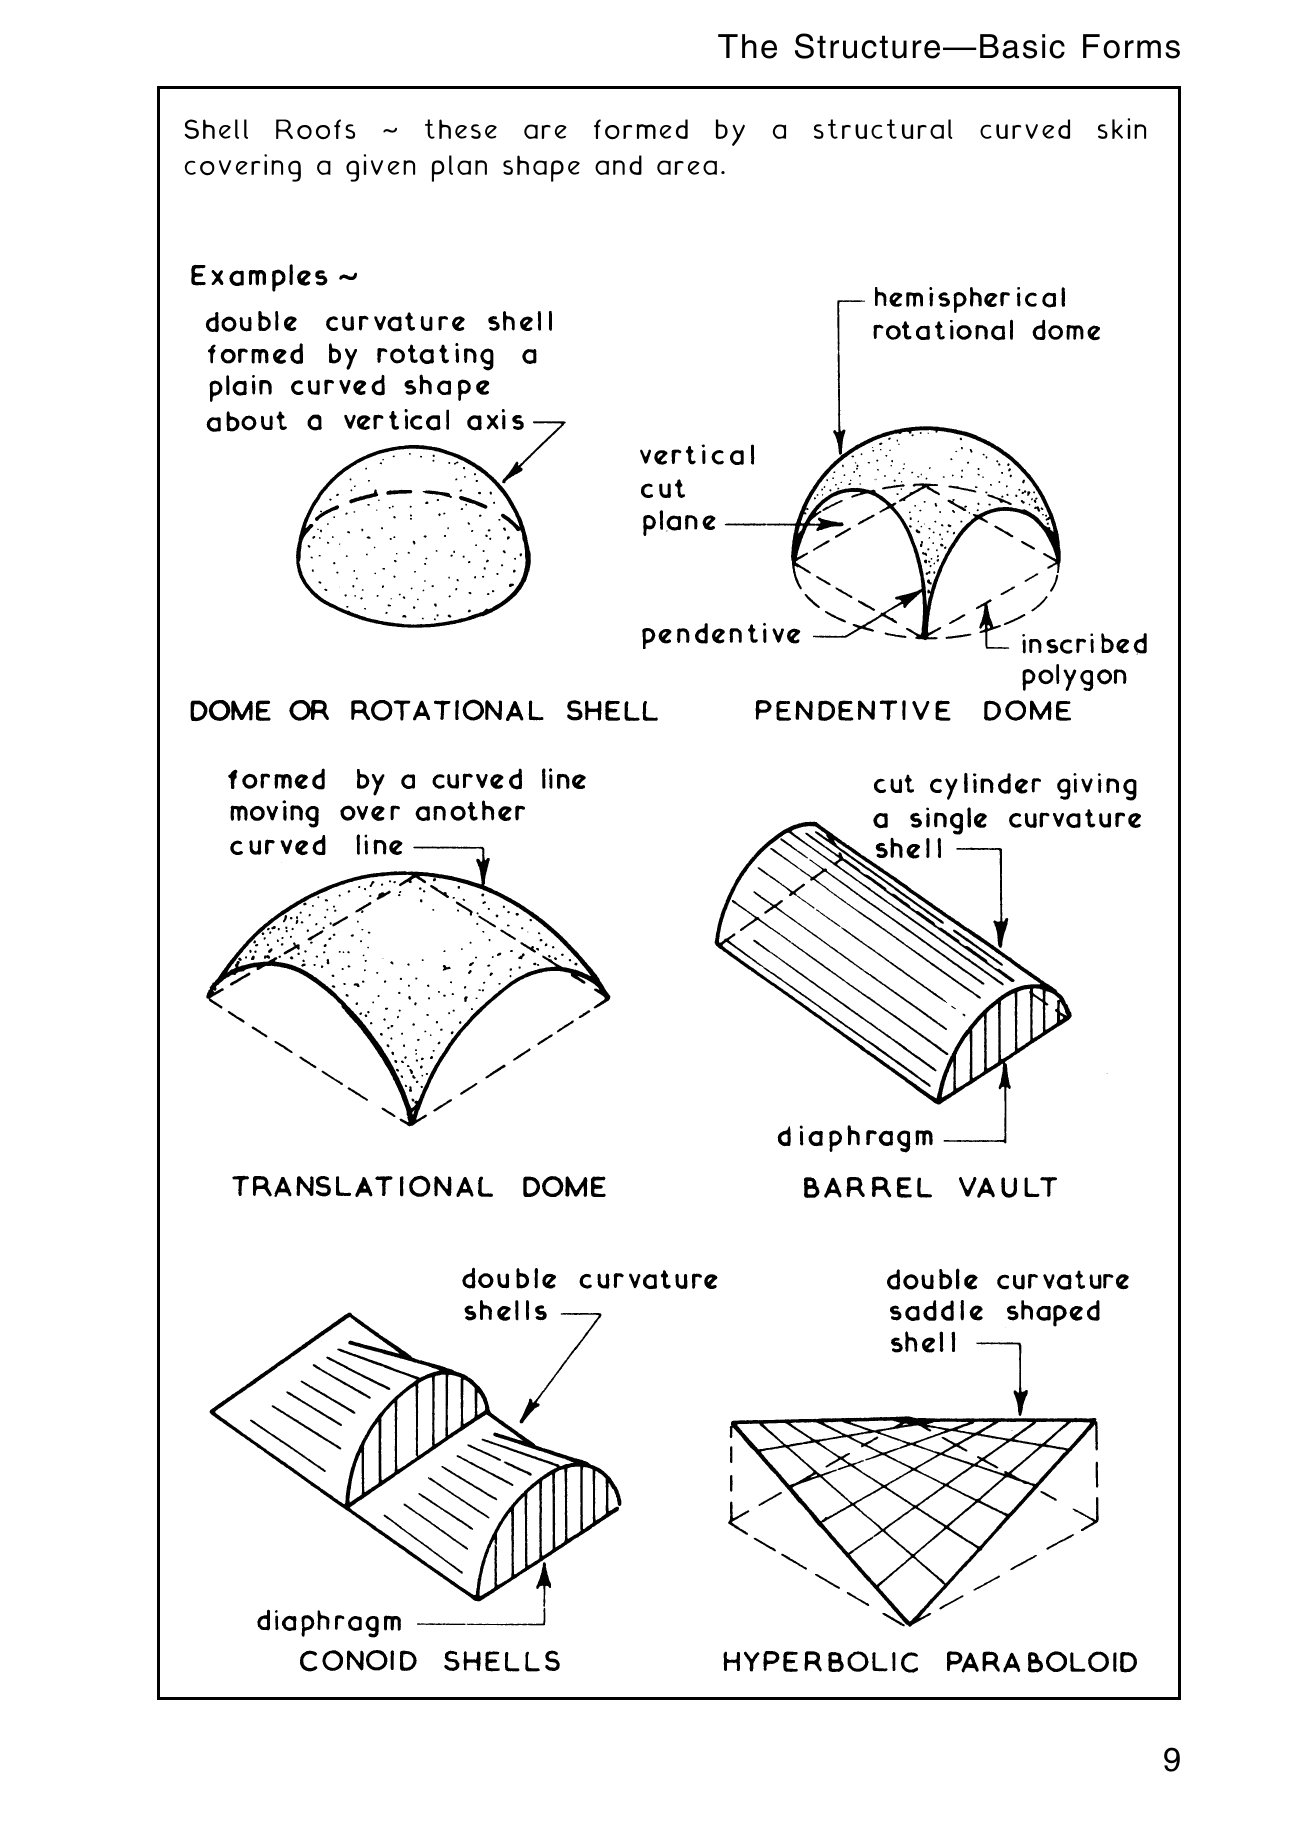 The Structure—Basic Forms
Shell Roofs ~ these are formed by a structural curved skin
covering a given plan shape and area.
Examples ~
double curvature shell
formed by rotating a
plain curved shape
about a vertical axis
hemispherical
rotational dome
vertical
cut
plane
pendentive
inscribed
polygon
DOME OR ROTATIONAL SHELL
PENDENTIVE DOME
formed by a curved line
moving over another
curved line
cut cylinder giving
a single curvature
shell
diaphragm
TRANSLATIONAL DOME
BARREL VAULT
double curvature
shells
double curvature
saddle shaped
shell
diaphragm
CONOID SHELLS
HYPERBOLIC PARABOLOID
9